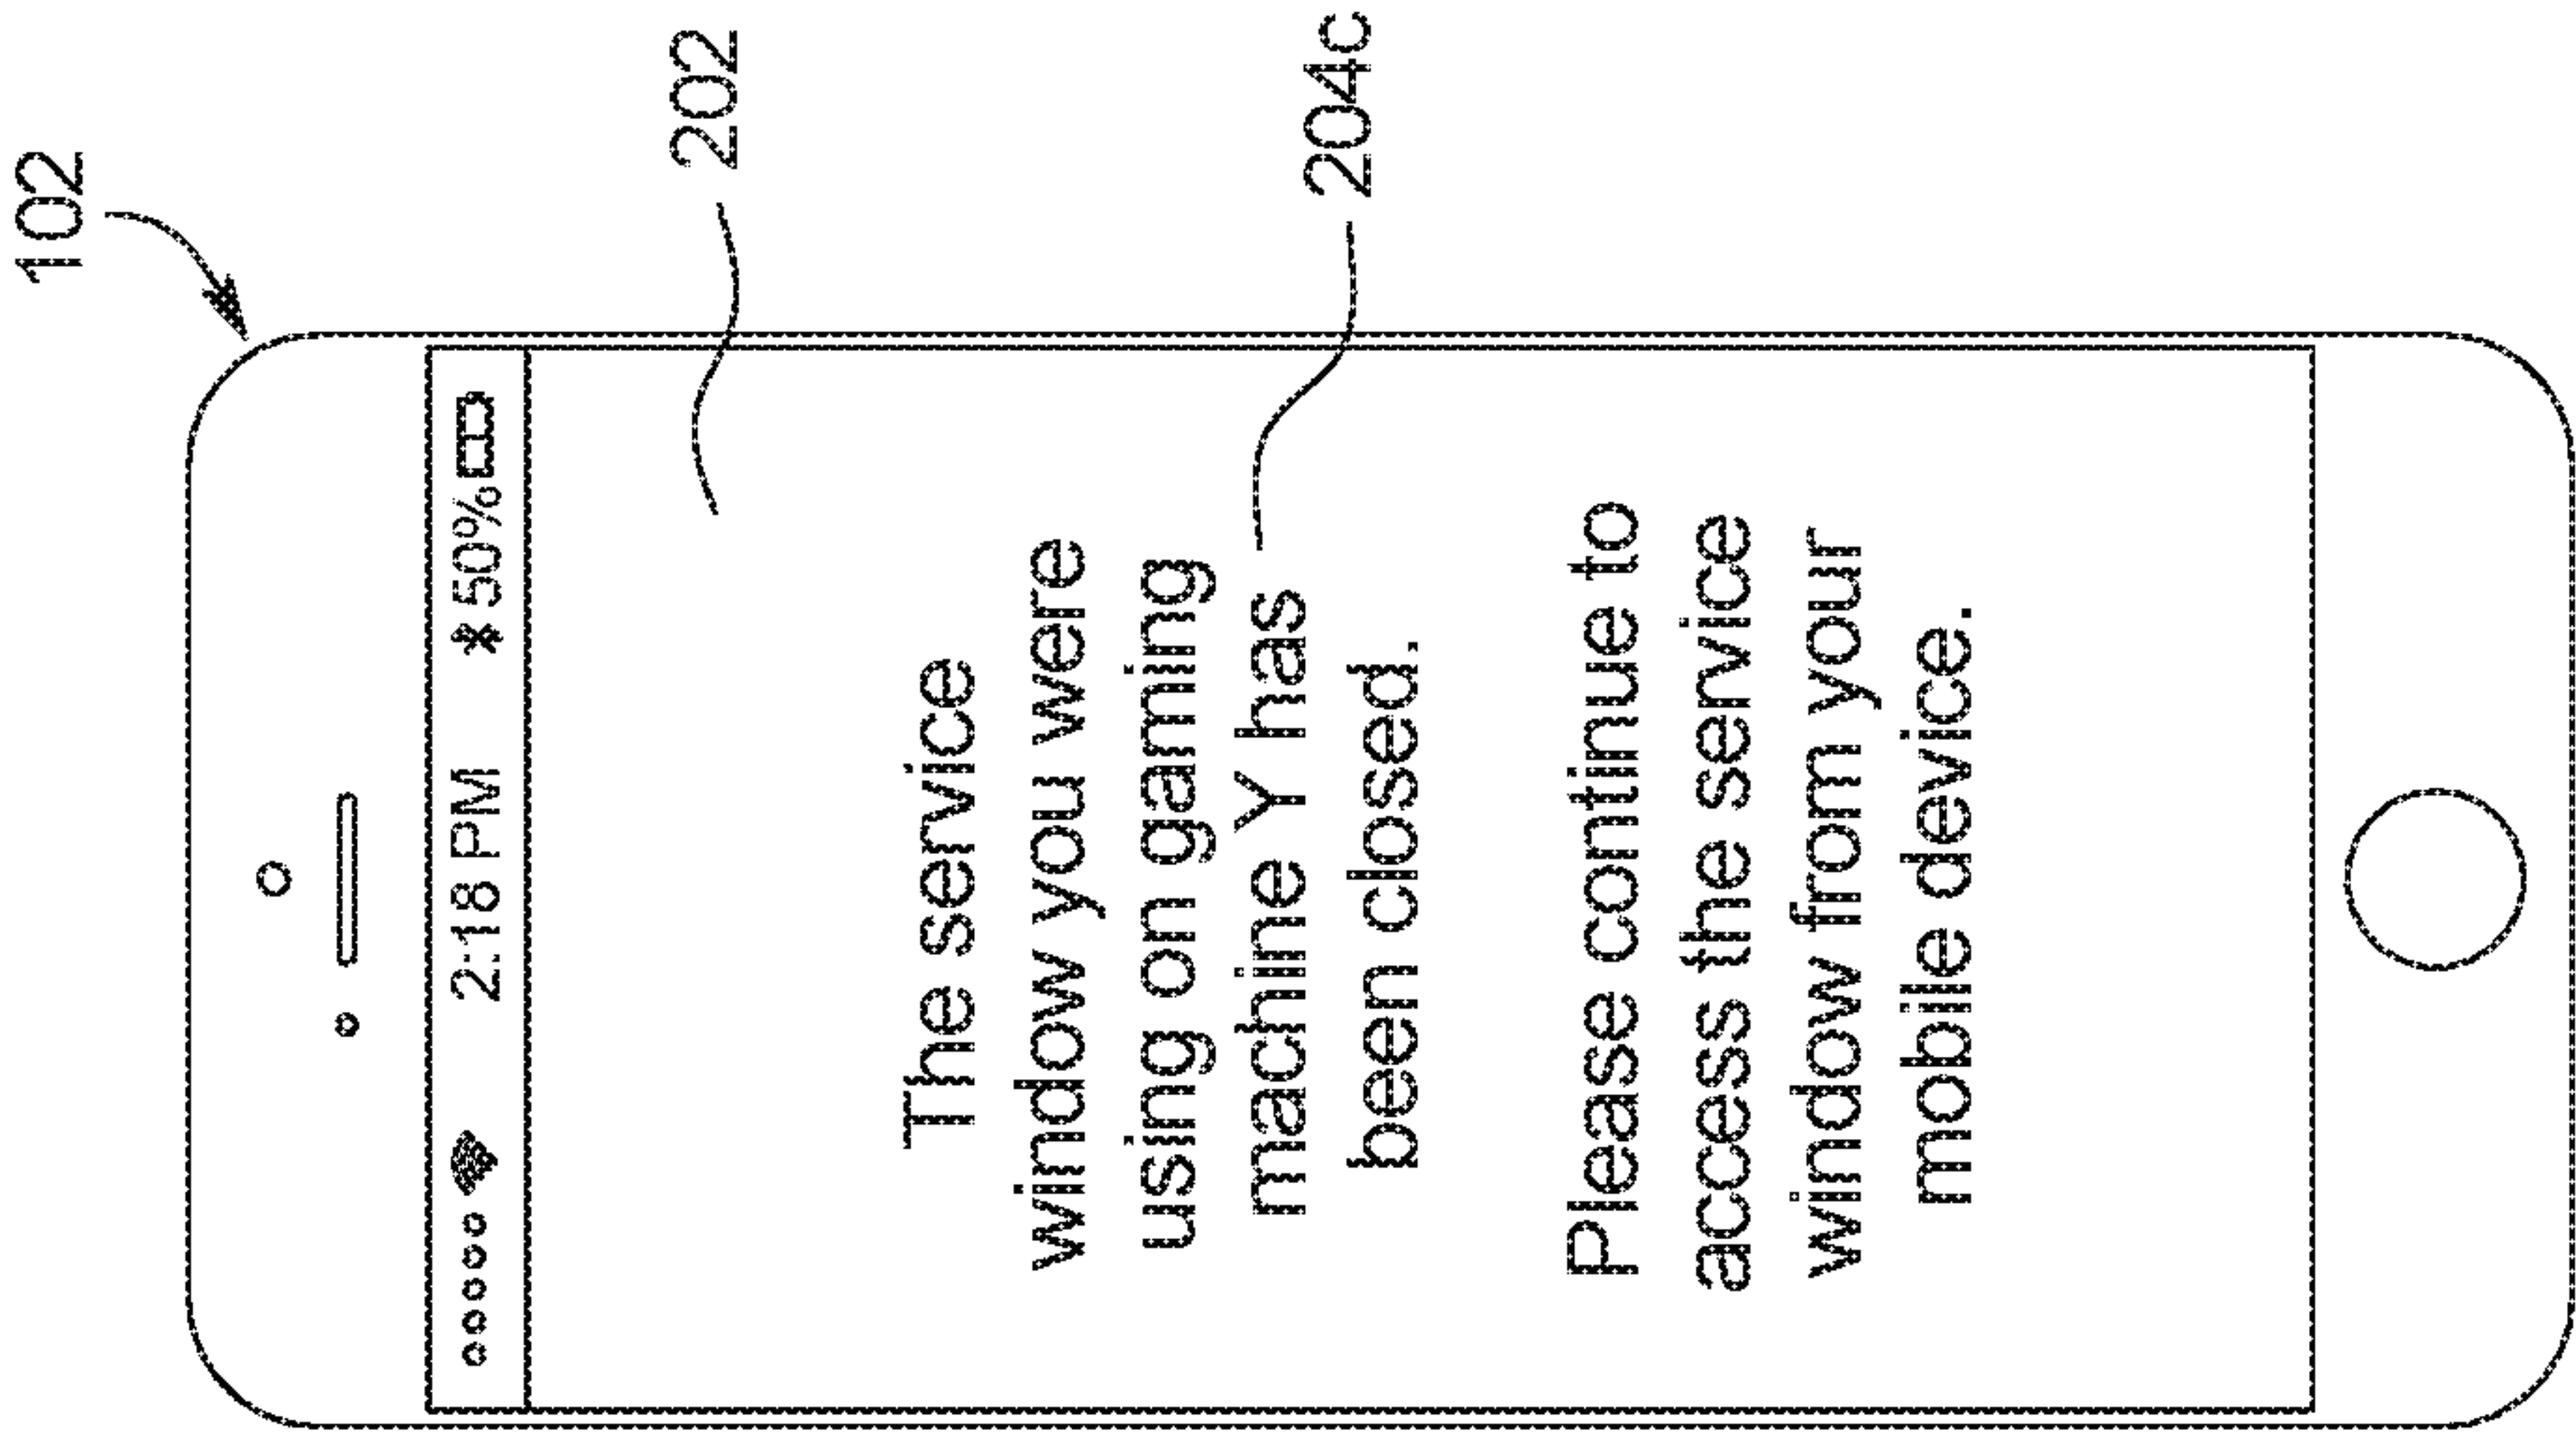 102
2:18 PM 50%
202
The service
window you were
using on gaming
machine Y has
204c
been closed.
Please continue to
access the service
window from your
mobile device.